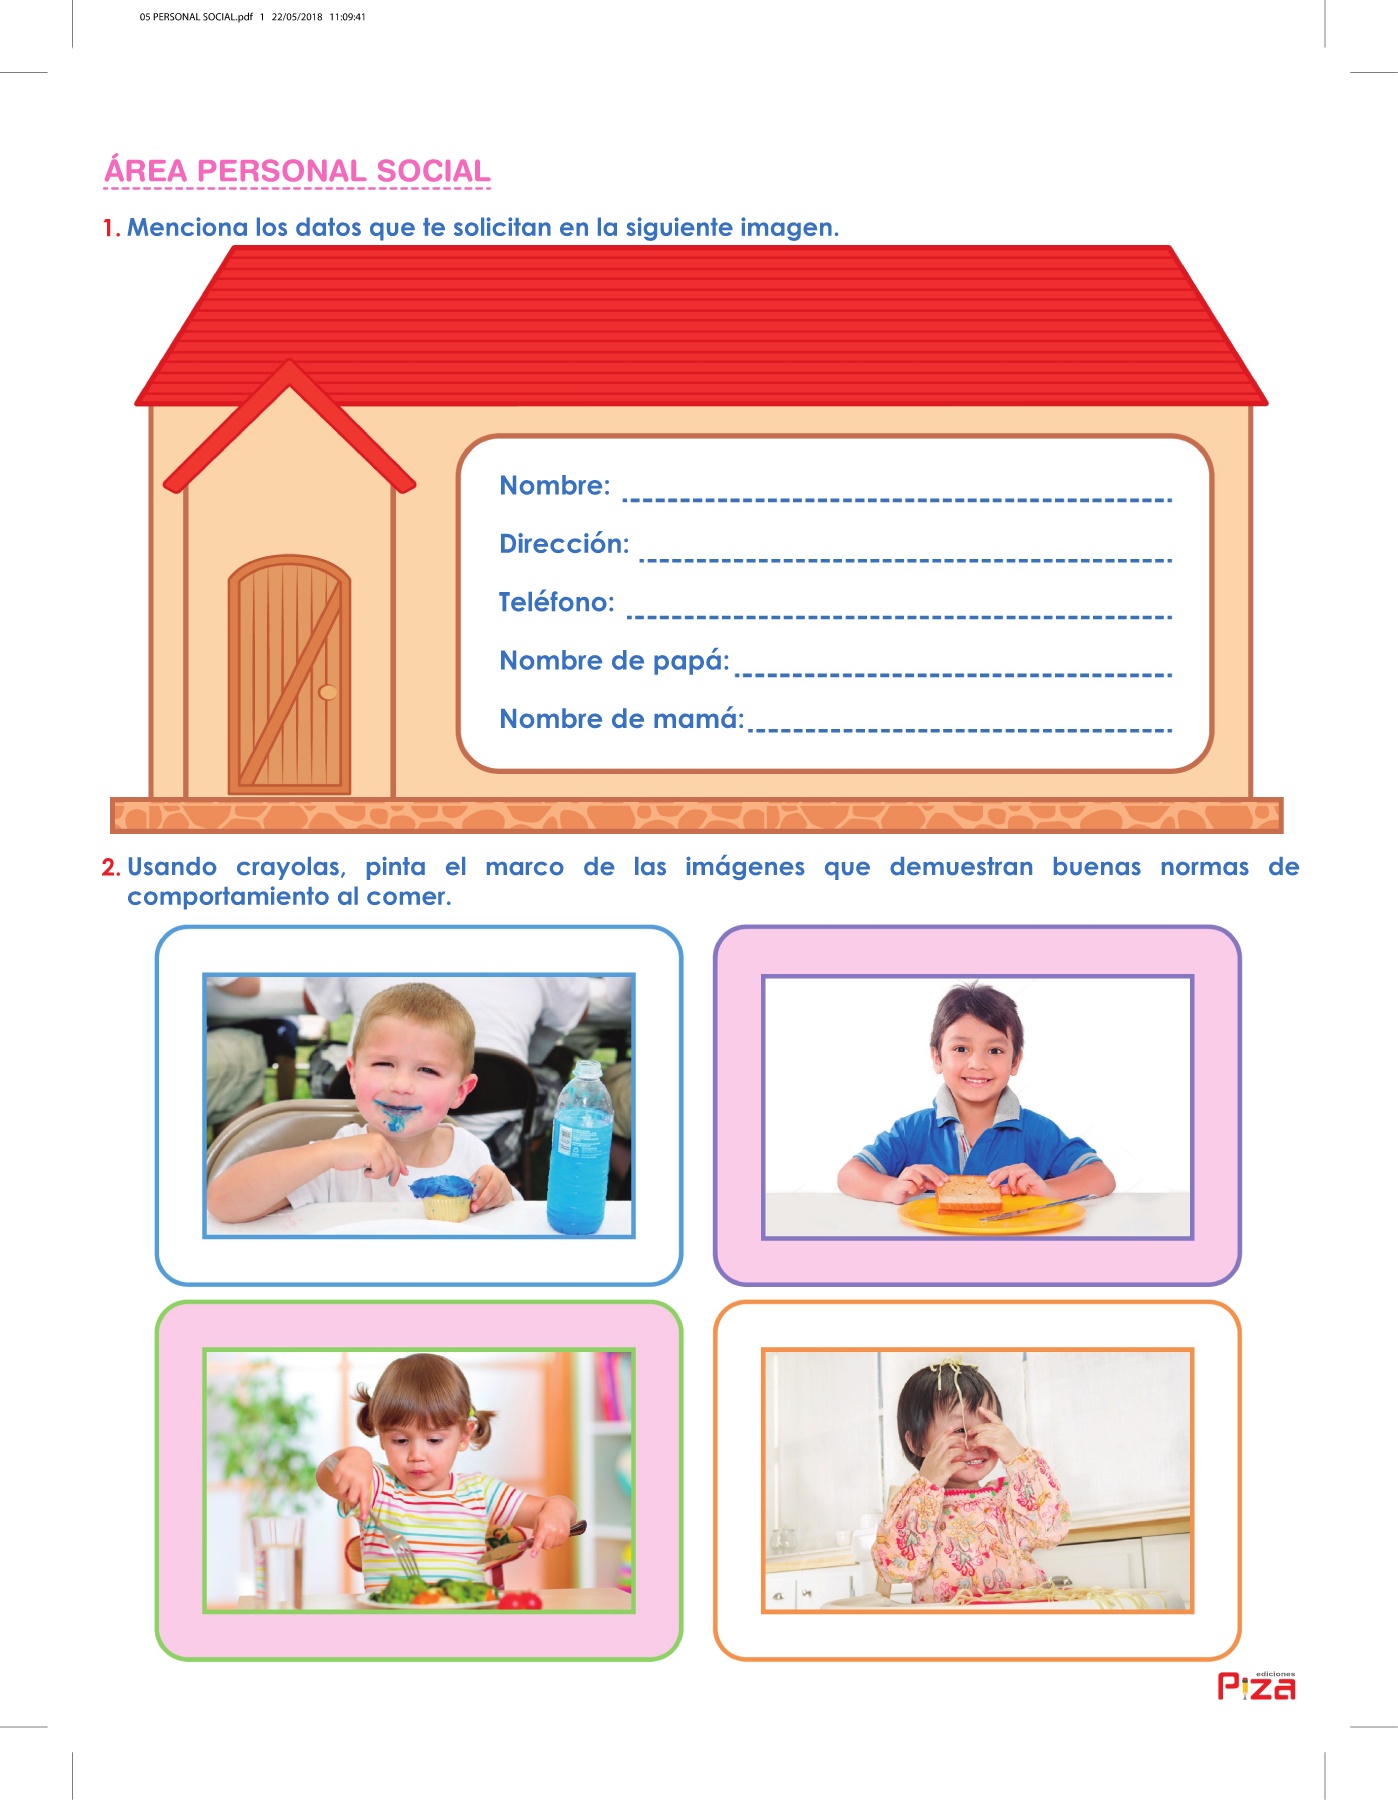 05 PERSONAL SOCIAL.pdf 1 22/05/2018 11:09:41
ÁREA PERSONAL SOCIAL
1. Menciona los datos que te solicitan en la siguiente imagen.
Nombre:
Dirección:
Teléfono:
Nombre de papá:
Nombre de mamá:
2. Usando crayolas, pinta el marco de las imágenes que demuestran buenas normas de
comportamiento al comer.
ediciones
Piza